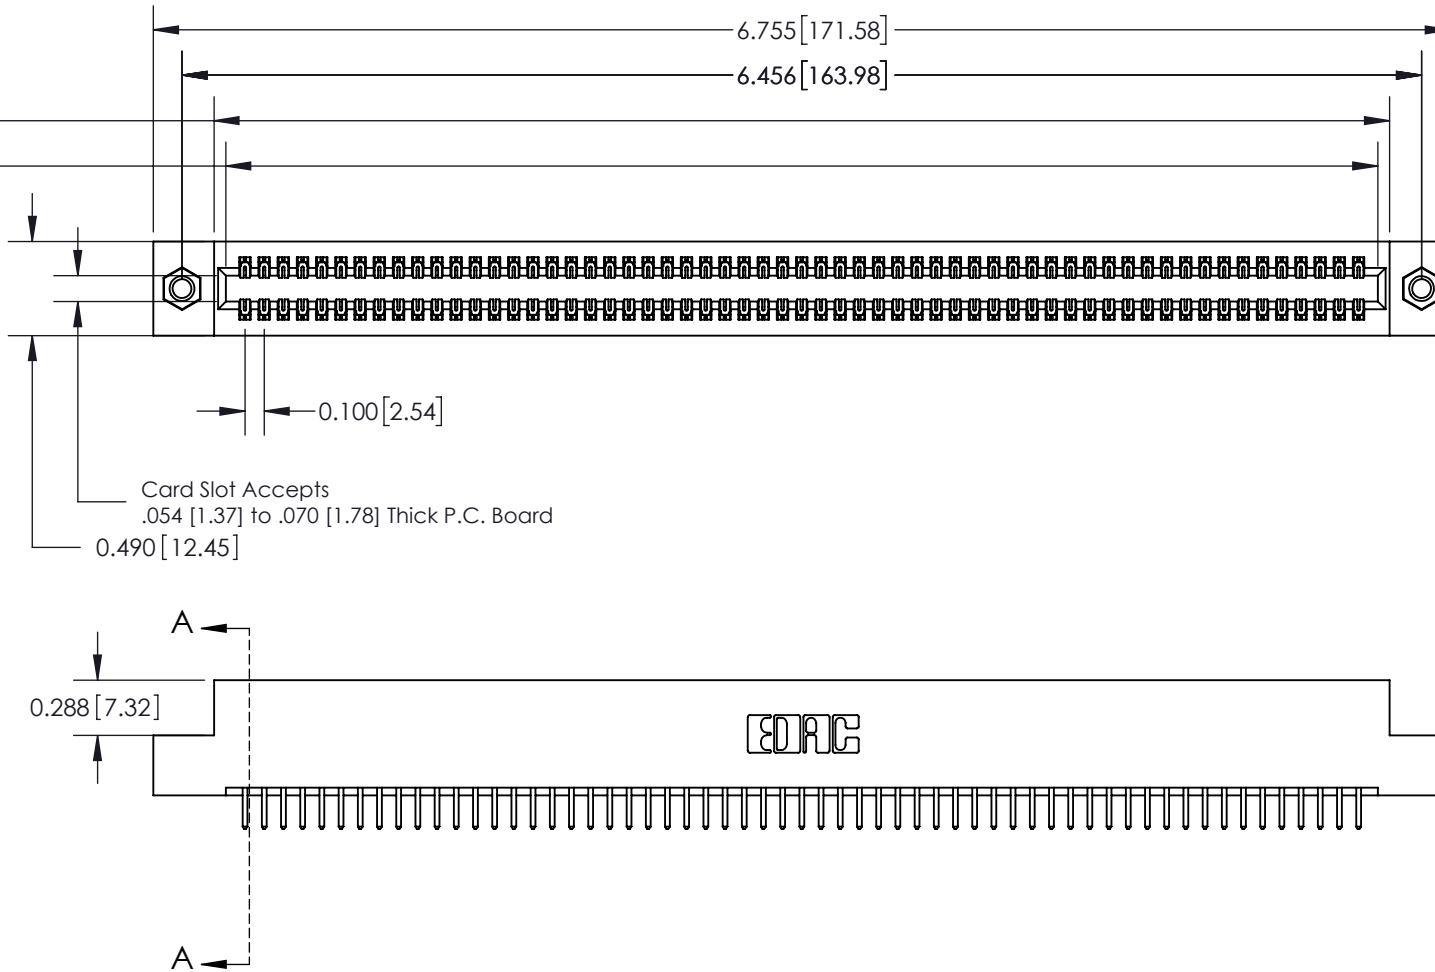 6.755[171.58]
6.456[163.98]
0.100[2.54]
Card Slot Accepts
.054 [1.37] to .070 [1.78] Thick P.C. Board
0.490[12.45]
A
0.288[7.32]
EDAC
A